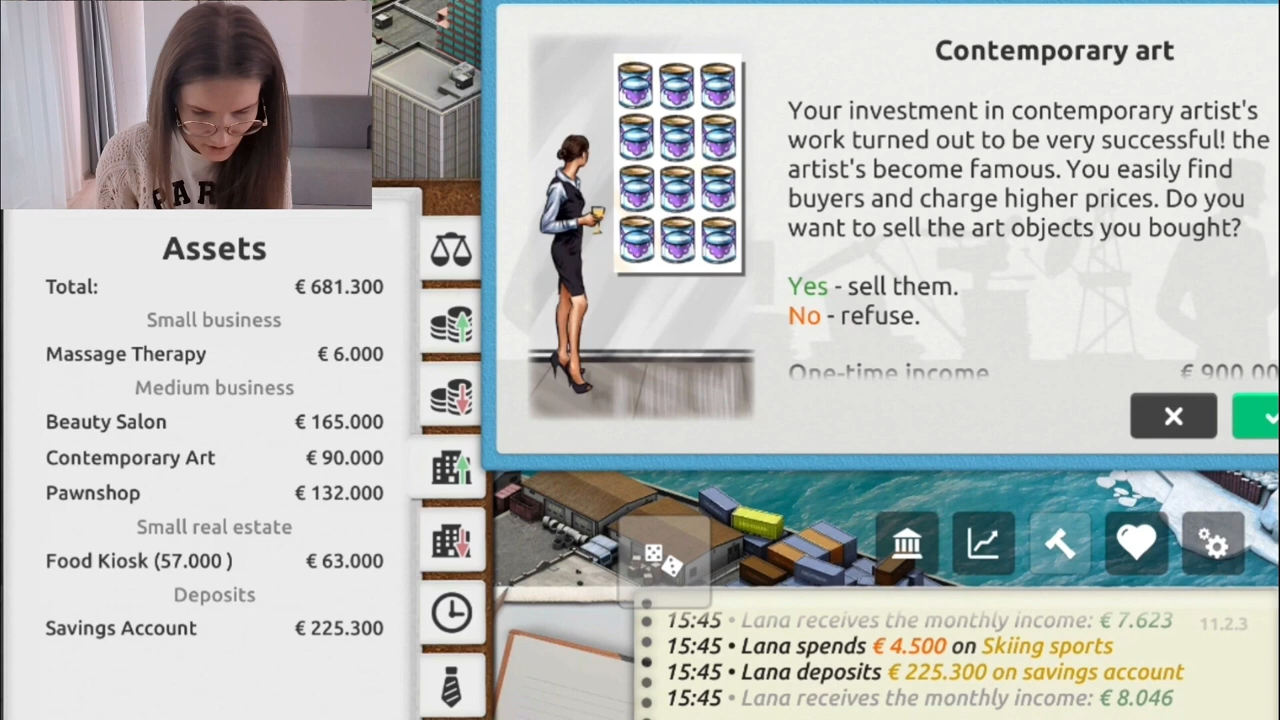 PAR
Assets
Total: € 681.300
Small business
Massage Therapy € 6.000
Medium business
Beauty Salon € 165.000
Contemporary Art € 90.000
Pawnshop € 132.000
Small real estate
Food Kiosk (57.000 ) € 63.000
Deposits
Savings Account € 225.300
Contemporary art
Your investment in contemporary artist's
work turned out to be very successful! the
artist's become famous. You easily find
buyers and charge higher prices. Do you
want to sell the art objects you bought?
Yes - sell them.
No - refuse.
One-time income € 900.00
15:45 • Lana receives the monthly income: € 7.623
11.2.3
15:45 • Lana spends € 4.500 on Skiing sports
15:45 • Lana deposits € 225.300 on savings account
15:45 • Lana receives the monthly income: € 8.046